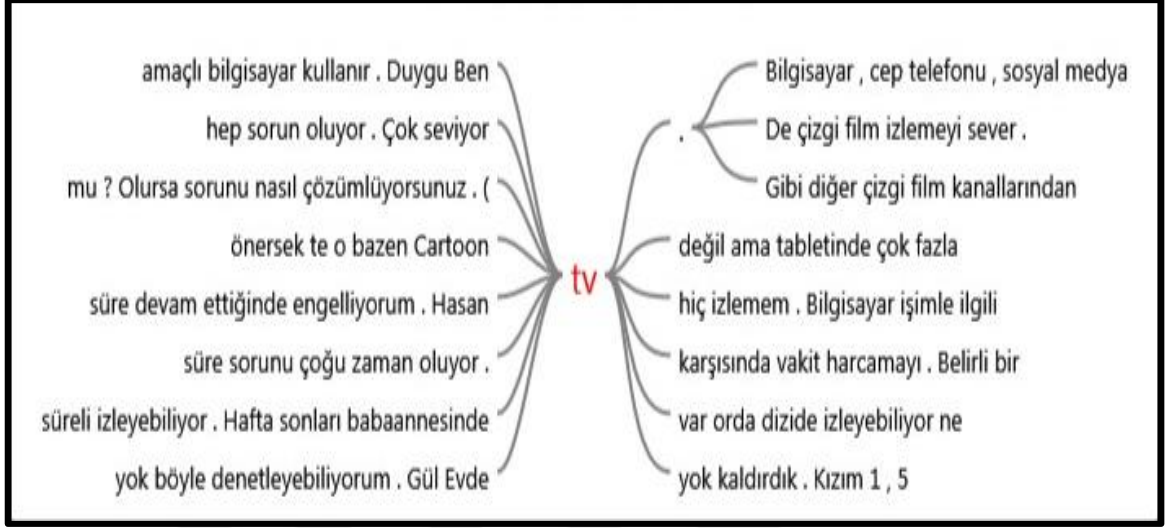 amaçlı bilgisayar kullanır . Duygu Ben
hep sorun oluyor . Çok seviyor
mu ? Olursa sorunu nasıl çözümlüyorsunuz . (
önersek te o bazen Cartoon
süre devam ettiğinde engelliyorum . Hasan
süre sorunu çoğu zaman oluyor .
süreli izleyebiliyor . Hafta sonları babaannesinde
yok böyle denetleyebiliyorum . Gül Evde
tv
.
Bilgisayar , cep telefonu , sosyal medya
De çizgi film izlemeyi sever .
Gibi diğer çizgi film kanallarından
değil ama tabletinde çok fazla
hiç izlemem . Bilgisayar işimle ilgili
karşısında vakit harcamayı . Belirli bir
var orda dizide izleyebiliyor ne
yok kaldırdık . Kızım 1 , 5